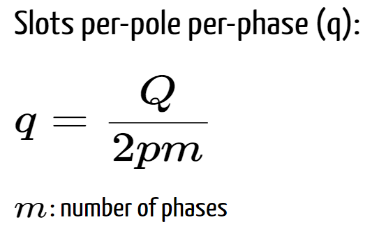 Slots per-pole per-phase (q):
q = Q / 2pm
m: number of phases